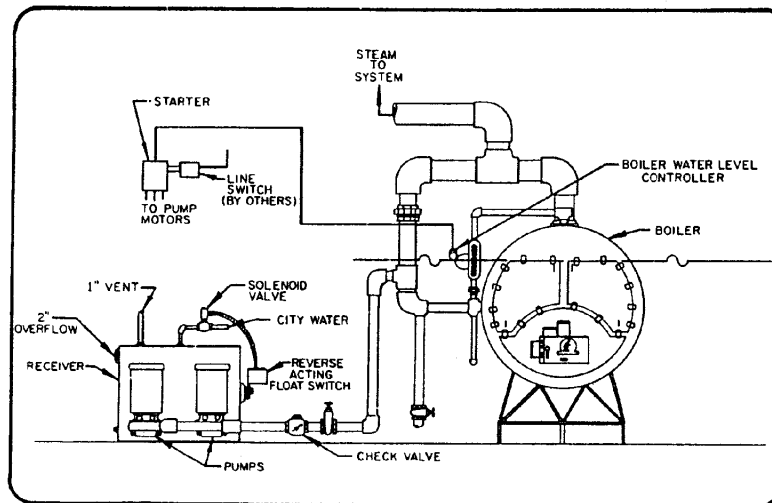 STEAM
TO
SYSTEM
STARTER
LINE
SWITCH
(BY OTHERS)
TO PUMP
MOTORS
BOILER WATER LEVEL
CONTROLLER
BOILER
1" VENT
SOLENOID
VALVE
2"
OVERFLOW
CITY WATER
RECEIVER
REVERSE
ACTING
FLOAT SWITCH
PUMPS
CHECK VALVE